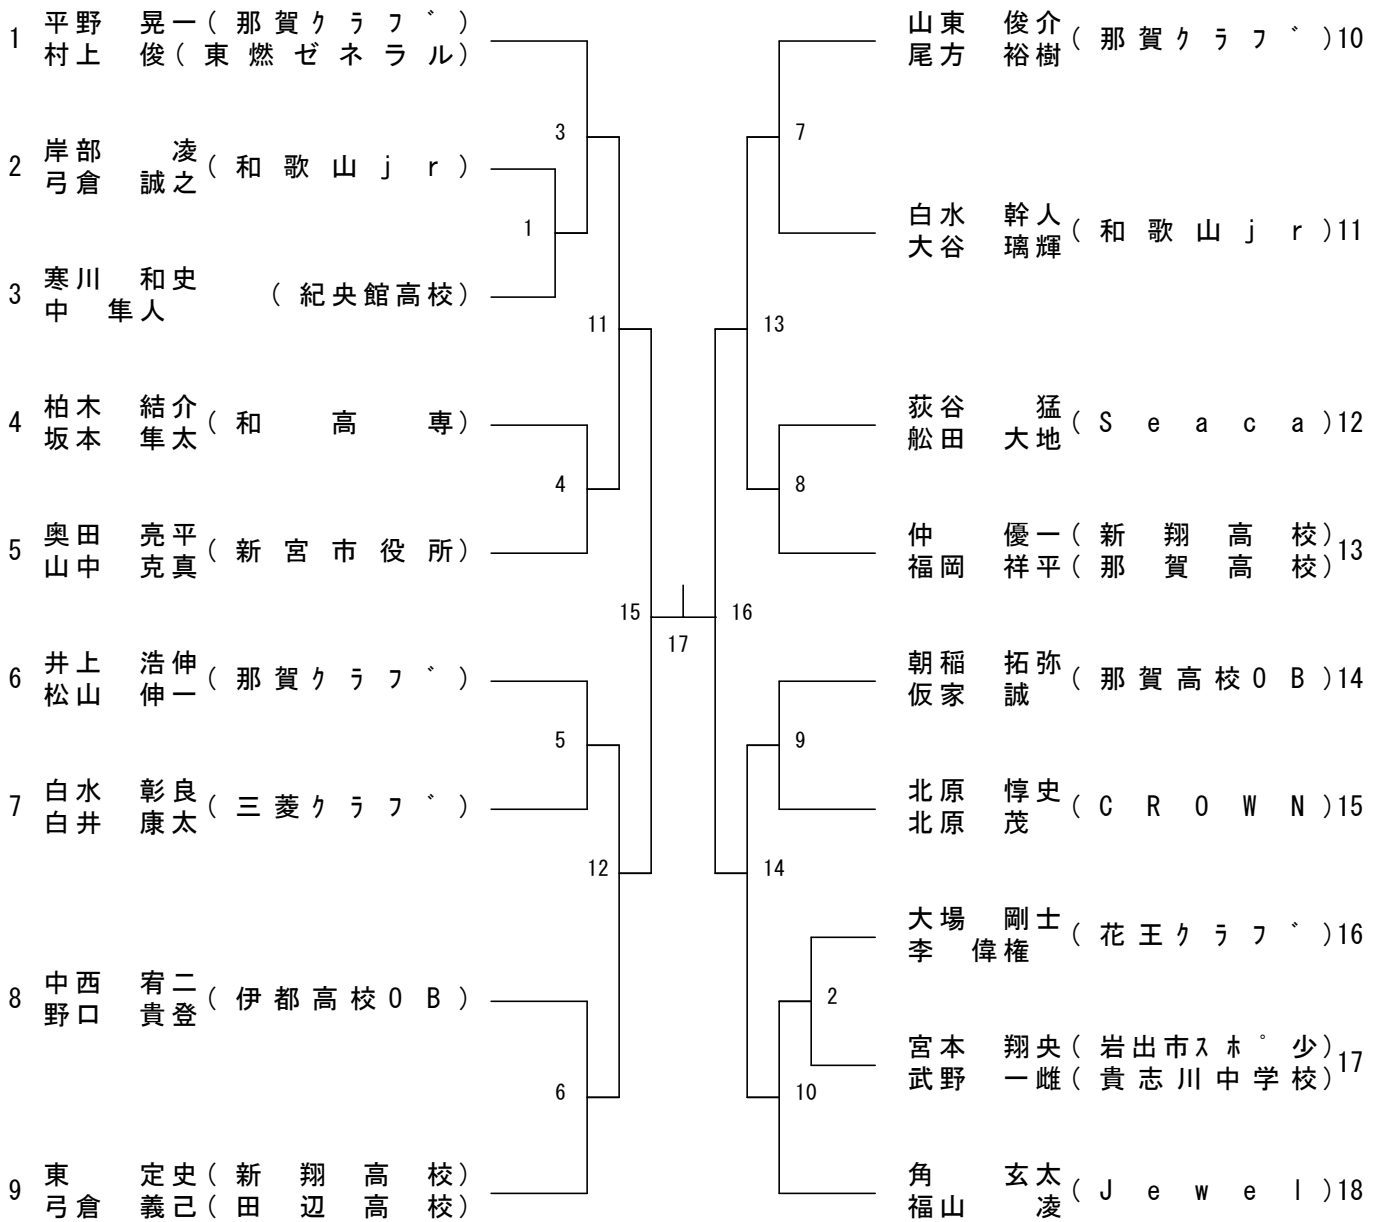 1 平野 晃一(那賀ｸﾗﾌﾞ)
村上 俊(東燃ゼネラル)
2 岸部 凌(和歌山jr)
弓倉 誠之
3 寒川 和史(紀央館高校)
中 隼人
4 柏木 結介(和高専)
坂本 隼太
5 奥田 亮平(新宮市役所)
山中 克真
6 井上 浩伸(那賀ｸﾗﾌﾞ)
松山 伸一
7 白水 彰良(三菱ｸﾗﾌﾞ)
白井 康太
8 中西 宥二(伊都高校OB)
野口 貴登
9 東 定史(新翔高校)
弓倉 義己(田辺高校)
3
1
11
4
15
5
12
6
17
7
13
8
16
9
14
2
10
山東 俊介(那賀ｸﾗﾌﾞ)10
尾方 裕樹
白水 幹人(和歌山jr)11
大谷 璃輝
荻谷 猛(Seaca)12
舩田 大地
仲 優一(新翔高校)13
福岡 祥平(那賀高校)
朝稲 拓弥(那賀高校OB)14
仮家 誠
北原 惇史(CROWN)15
北原 茂
大場 剛士(花王ｸﾗﾌﾞ)16
李 偉権
宮本 翔央(岩出市ｽﾎﾟ少)17
武野 一雌(貴志川中学校)
角 玄太(Jewel)18
福山 凌